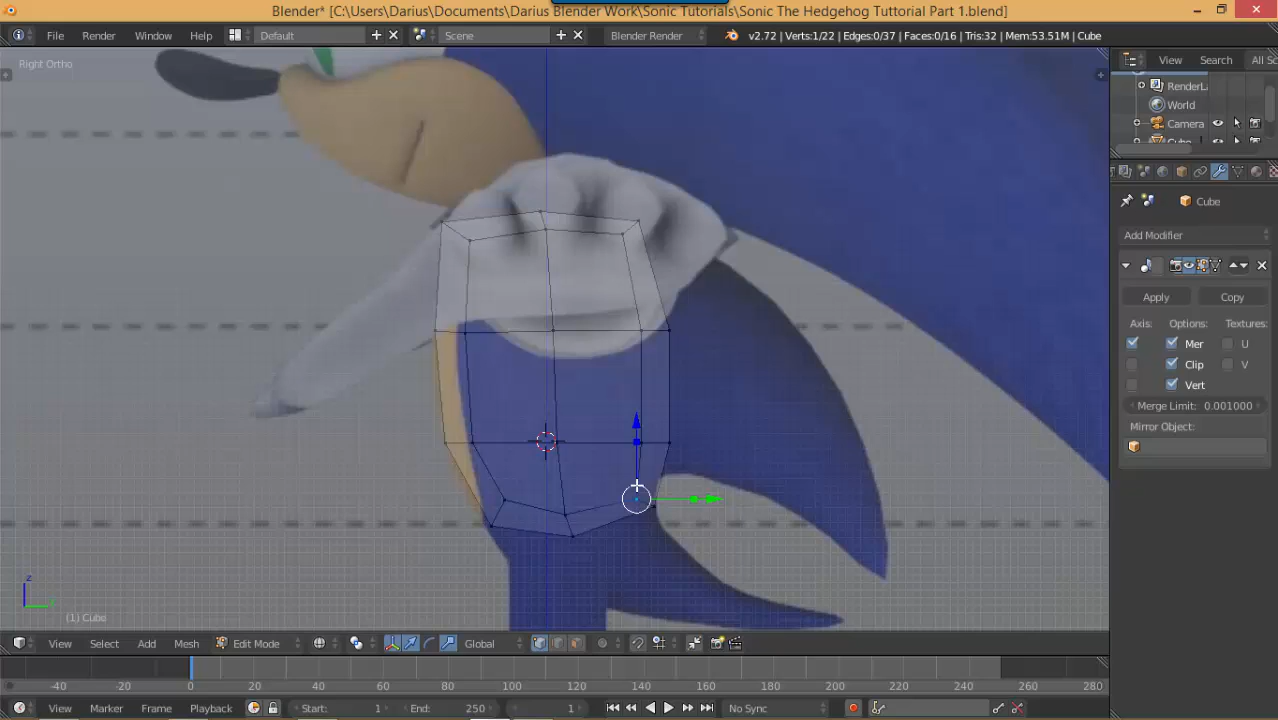 Blender* [C:\Users\Darius\Documents\Darius Blender Work\Sonic Tutorials\Sonic The Hedgehog Tuttorial Part 1.blend]
File Render Window Help Default Scene Blender Render v2.72 | Verts:1/22 | Edges:0/37 | Faces:0/16 | Tris:32 | Mem:53.51M | Cube
View Search All Sc
Right Ortho
RenderLa
World
Camera
Cube
Cube
Add Modifier
Apply Copy
Axis: Options: Textures:
Mer U
Clip V
Vert
Merge Limit: 0.001000
Mirror Object:
z
(1) Cube
View Select Add Mesh Edit Mode Global
-40 -20 0 20 40 60 80 100 120 140 160 180 200 220 240 260 280
View Marker Frame Playback Start: 1 End: 250 1 No Sync